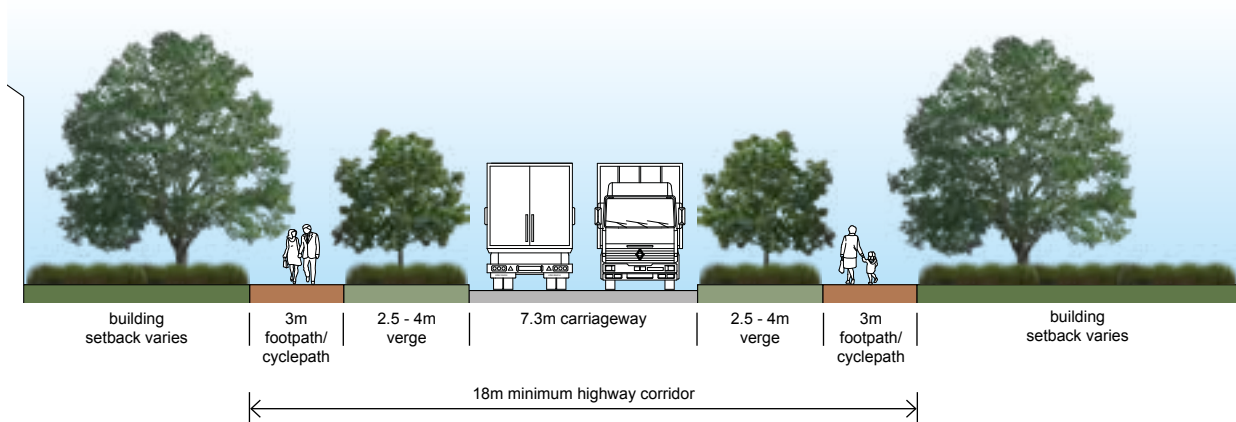 building
setback varies
3m
footpath/
cyclepath
2.5 - 4m
verge
7.3m carriageway
2.5 - 4m
verge
3m
footpath/
cyclepath
building
setback varies
18m minimum highway corridor